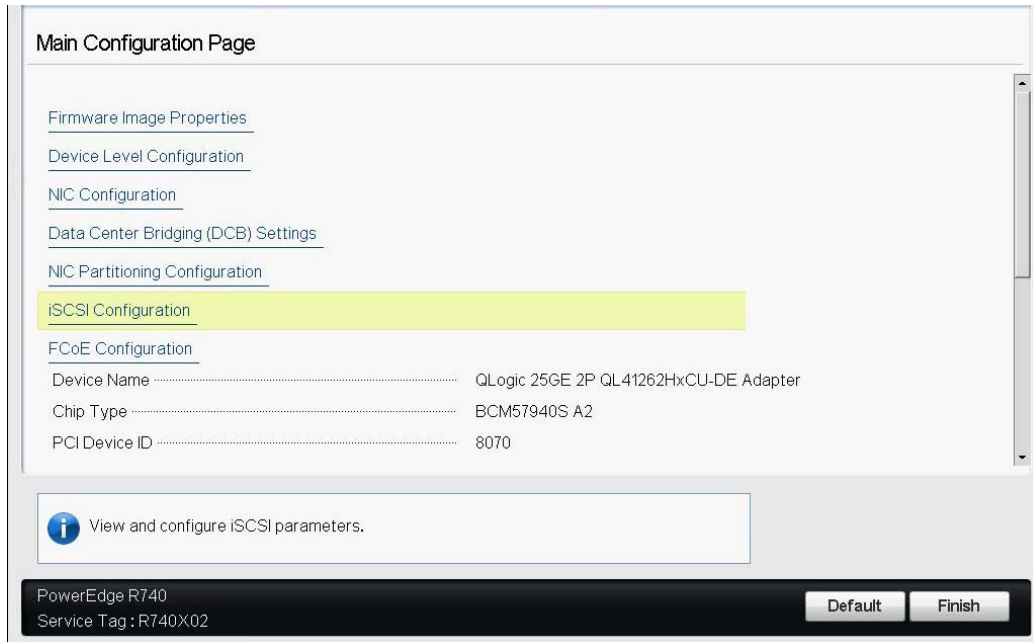 Main Configuration Page
Firmware Image Properties
Device Level Configuration
NIC Configuration
Data Center Bridging (DCB) Settings
NIC Partitioning Configuration
iSCSI Configuration
FCoE Configuration
Device Name QLogic 25GE 2P QL41262HxCU-DE Adapter
Chip Type BCM57940S A2
PCI Device ID 8070
View and configure iSCSI parameters.
PowerEdge R740
Service Tag : R740X02
Default Finish